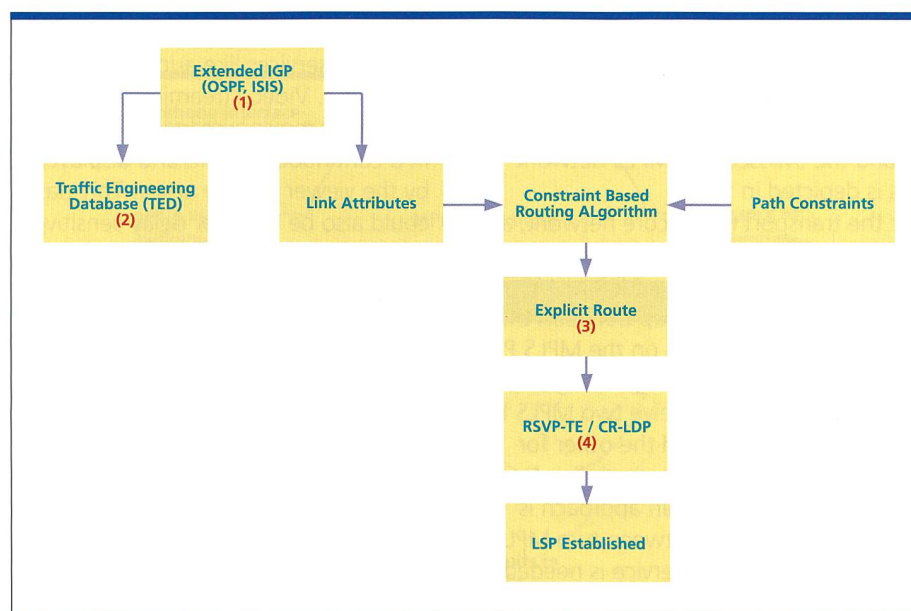 Extended IGP
(OSPF, ISIS)
(1)
Traffic Engineering
Database (TED)
(2)
Link Attributes
Constraint Based
Routing ALgorithm
Path Constraints
Explicit Route
(3)
RSVP-TE / CR-LDP
(4)
LSP Established